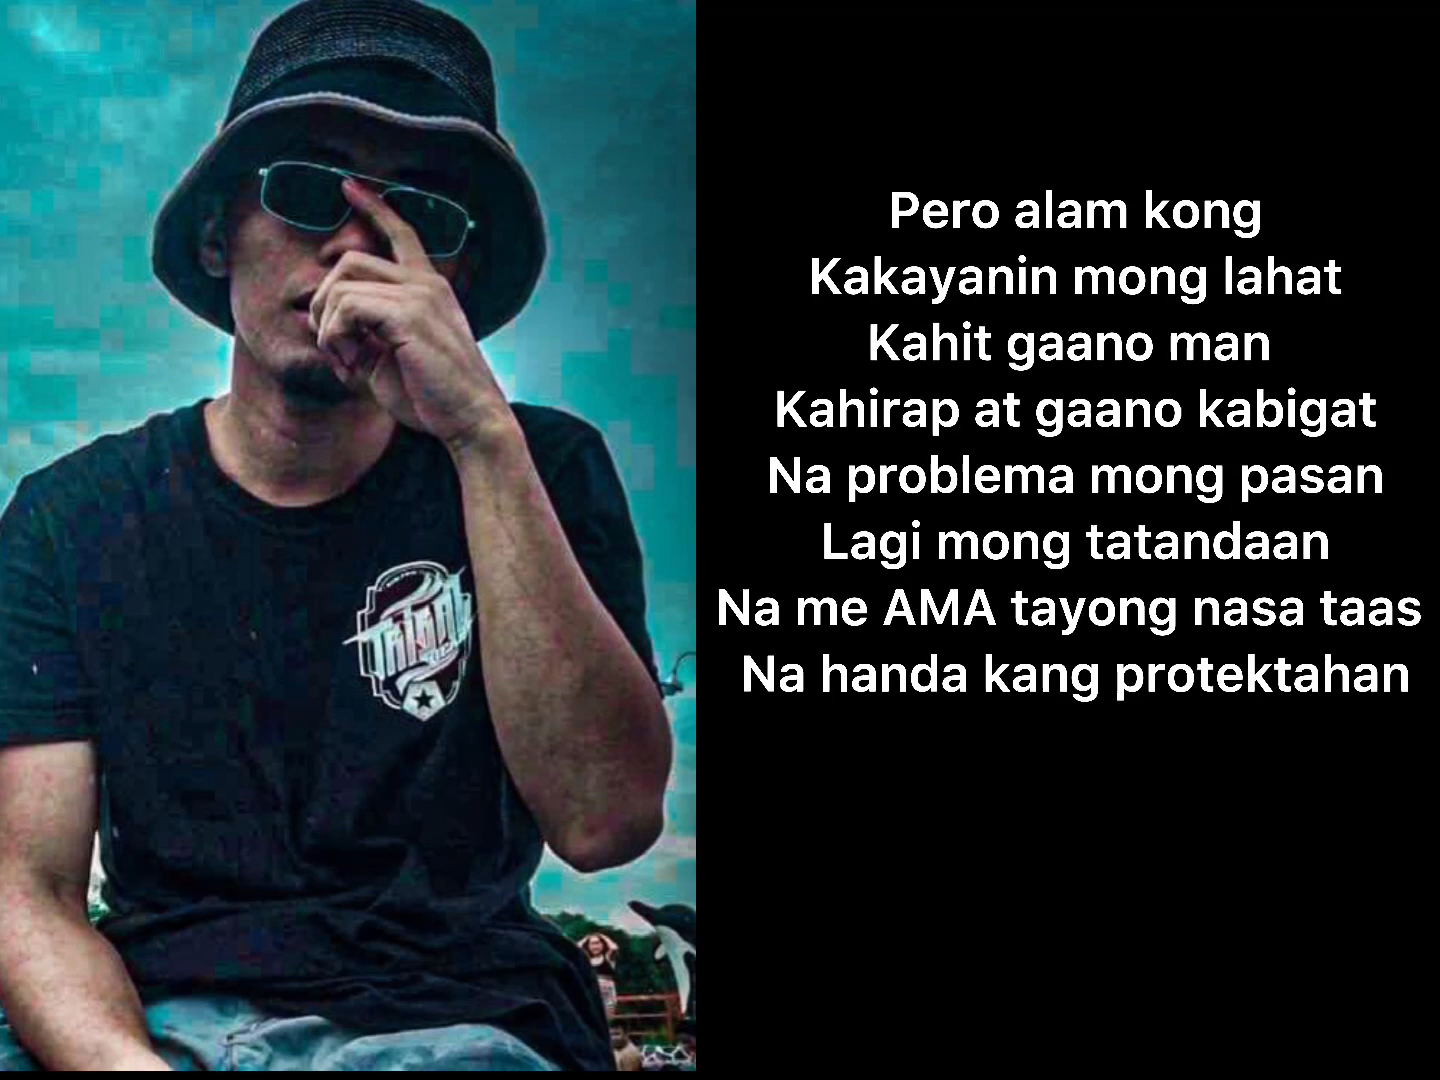 Pero alam kong
Kakayanin mong lahat
Kahit gaano man
Kahirap at gaano kabigat
Na problema mong pasan
Lagi mong tatandaan
Na me AMA tayong nasa taas
Na handa kang protektahan